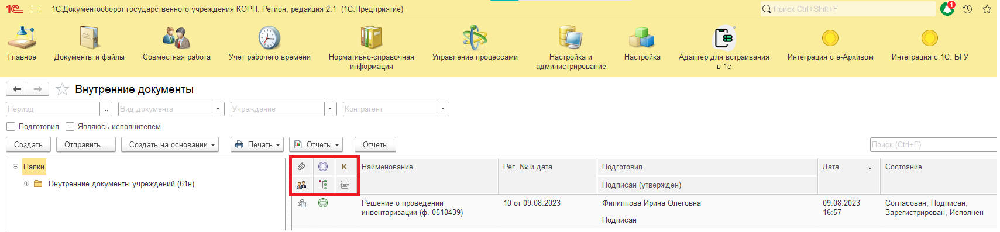 1С:Документооборот государственного учреждения КОРП. Регион, редакция 2.1 (1С:Предприятие)
Поиск Ctrl+Shift+F
1
Главное
Документы и файлы
Совместная работа
Учет рабочего времени
Нормативно-справочная
информация
Управление процессами
Настройка и
администрирование
Настройка
Адаптер для встраивания
в 1с
Интеграция с е-Архивом
Интеграция с 1С: БГУ
Внутренние документы
Период
...
Вид документа
Учреждение
Контрагент
Подготовил
Являюсь исполнителем
Создать
Отправить...
Создать на основании
Печать
Отчеты
Отчеты
Поиск (Ctrl+F)
Папки
Внутренние документы учреждений (61н)
К
Наименование
Рег. № и дата
Подготовил
Дата
Состояние
Подписан (утвержден)
Решение о проведении
инвентаризации (ф. 0510439)
10 от 09.08.2023
Филиппова Ирина Олеговна
Подписан
09.08.2023
16:57
Согласован, Подписан,
Зарегистрирован, Исполнен